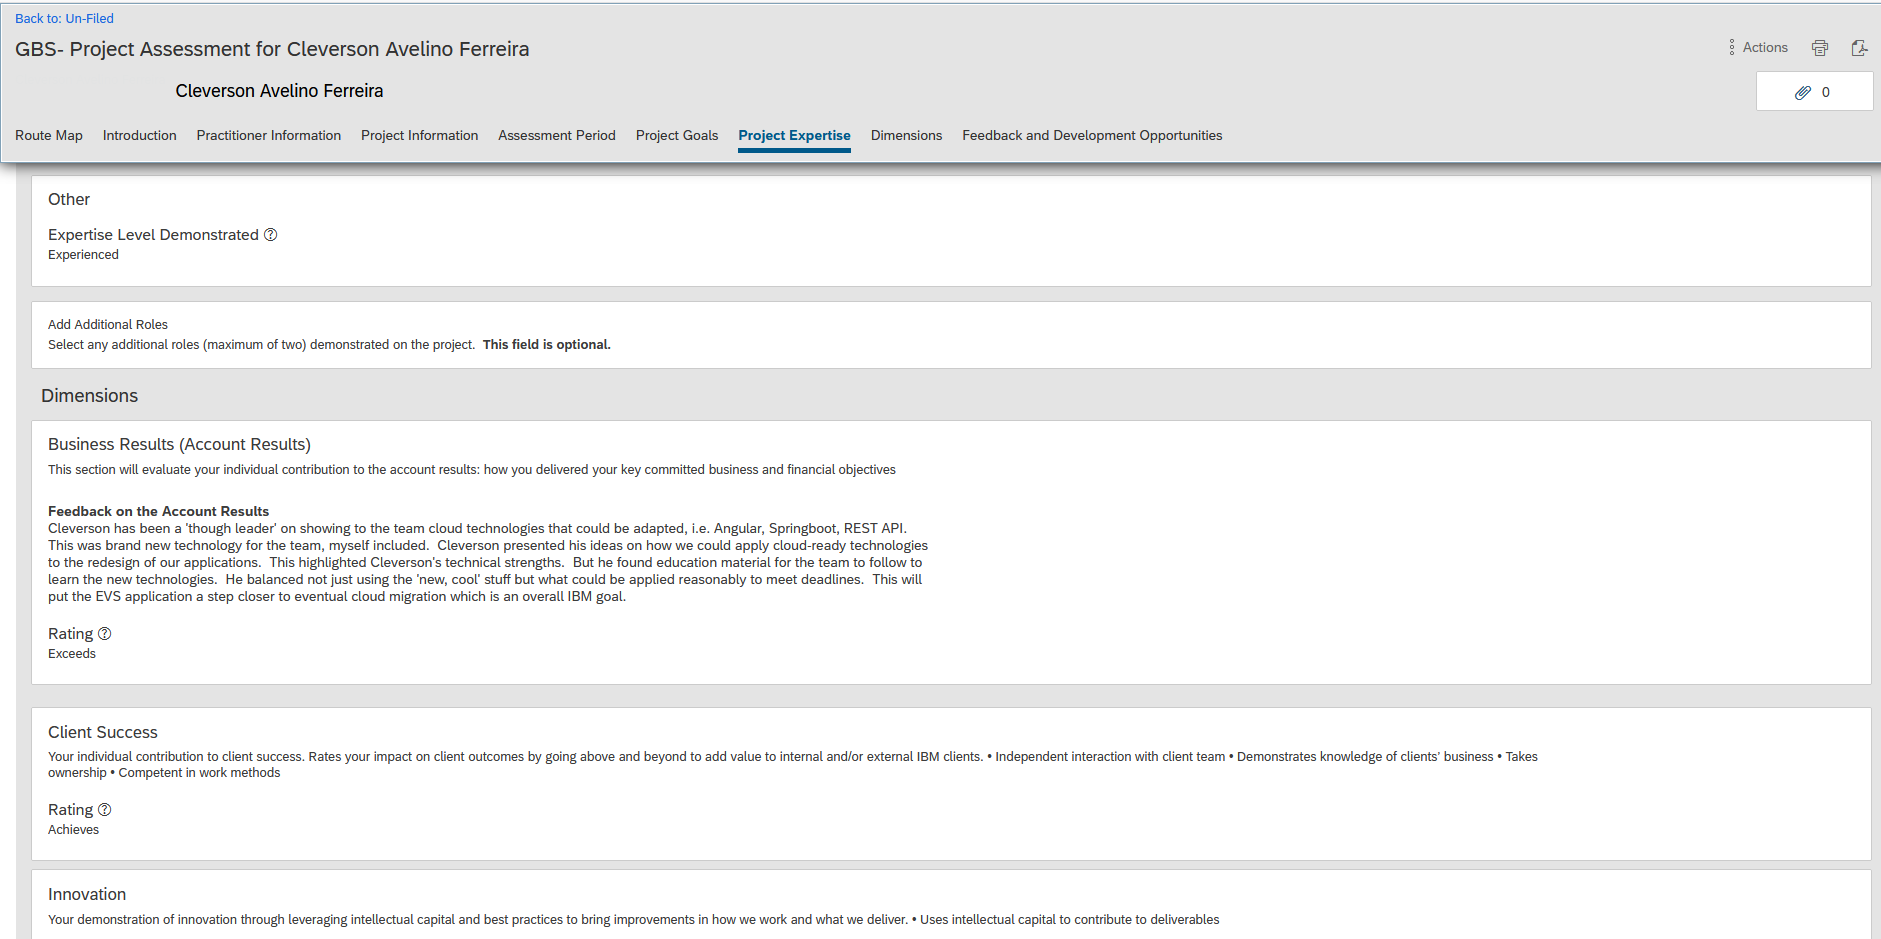 Back to: Un-Filed
GBS- Project Assessment for Cleverson Avelino Ferreira
Actions
Cleverson Avelino Ferreira
0
Route Map Introduction Practitioner Information Project Information Assessment Period Project Goals Project Expertise Dimensions Feedback and Development Opportunities
Other
Expertise Level Demonstrated
Experienced
Add Additional Roles
Select any additional roles (maximum of two) demonstrated on the project. This field is optional.
Dimensions
Business Results (Account Results)
This section will evaluate your individual contribution to the account results: how you delivered your key committed business and financial objectives
Feedback on the Account Results
Cleverson has been a 'though leader' on showing to the team cloud technologies that could be adapted, i.e. Angular, Springboot, REST API.
This was brand new technology for the team, myself included. Cleverson presented his ideas on how we could apply cloud-ready technologies
to the redesign of our applications. This highlighted Cleverson's technical strengths. But he found education material for the team to follow to
learn the new technologies. He balanced not just using the 'new, cool' stuff but what could be applied reasonably to meet deadlines. This will
put the EVS application a step closer to eventual cloud migration which is an overall IBM goal.
Rating
Exceeds
Client Success
Your individual contribution to client success. Rates your impact on client outcomes by going above and beyond to add value to internal and/or external IBM clients. • Independent interaction with client team • Demonstrates knowledge of clients' business • Takes
ownership • Competent in work methods
Rating
Achieves
Innovation
Your demonstration of innovation through leveraging intellectual capital and best practices to bring improvements in how we work and what we deliver. • Uses intellectual capital to contribute to deliverables